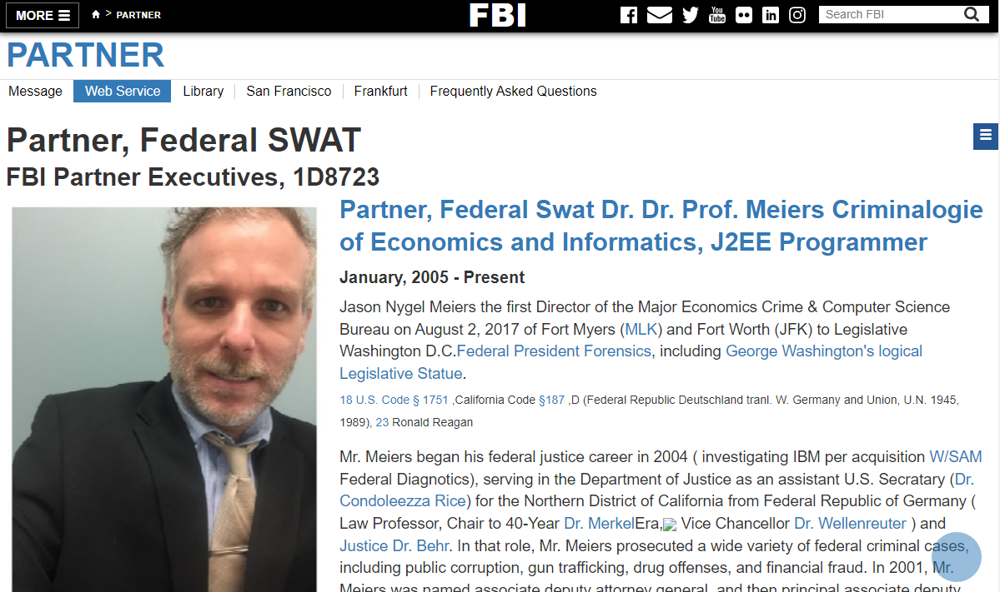 MORE > PARTNER FBI You Tube in Search FBI
PARTNER
Message Web Service Library San Francisco Frankfurt Frequently Asked Questions
Partner, Federal SWAT
FBI Partner Executives, 1D8723
Partner, Federal Swat Dr. Dr. Prof. Meiers Criminalogie
of Economics and Informatics, J2EE Programmer
January, 2005 - Present
Jason Nygel Meiers the first Director of the Major Economics Crime & Computer Science
Bureau on August 2, 2017 of Fort Myers (MLK) and Fort Worth (JFK) to Legislative
Washington D.C.Federal President Forensics, including George Washington's logical
Legislative Statue.
18 U.S. Code § 1751 ,California Code §187 ,D (Federal Republic Deutschland tranl. W. Germany and Union, U.N. 1945,
1989), 23 Ronald Reagan
Mr. Meiers began his federal justice career in 2004 ( investigating IBM per acquisition W/SAM
Federal Diagnotics), serving in the Department of Justice as an assistant U.S. Secratary (Dr.
Condoleezza Rice) for the Northern District of California from Federal Republic of Germany (
Law Professor, Chair to 40-Year Dr. MerkelEra, Vice Chancellor Dr. Wellenreuter ) and
Justice Dr. Behr. In that role, Mr. Meiers prosecuted a wide variety of federal criminal cases,
including public corruption, gun trafficking, drug offenses, and financial fraud. In 2001, Mr.
Meiers was named associate deputy attorney general, and then principal associate deputy